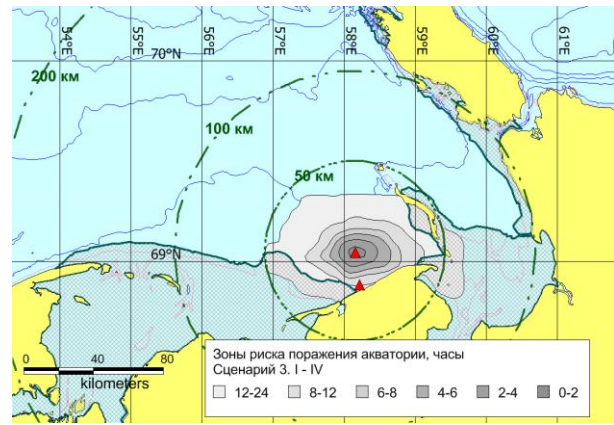 54°E 55°E 56°E 57°E 58°E 59°E 60°E 61°E
70°N
200 км
100 км
50 км
69°N
0 40 80
kilometers
Зоны риска поражения акватории, часы
Сценарий 3. I - IV
12-24 8-12 6-8 4-6 2-4 0-2